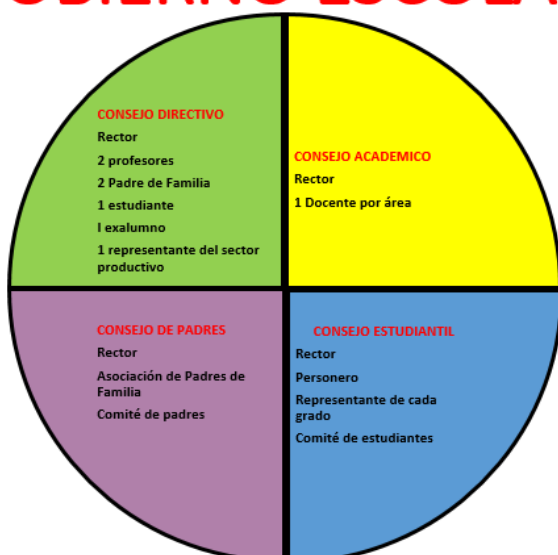 CONSEJO DIRECTIVO
Rector
2 profesores
2 Padre de Familia
1 estudiante
I exalumno
1 representante del sector
productivo
CONSEJO ACADEMICO
Rector
1 Docente por área
CONSEJO DE PADRES
Rector
Asociación de Padres de
Familia
Comité de padres
CONSEJO ESTUDIANTIL
Rector
Personero
Representante de cada
grado
Comité de estudiantes